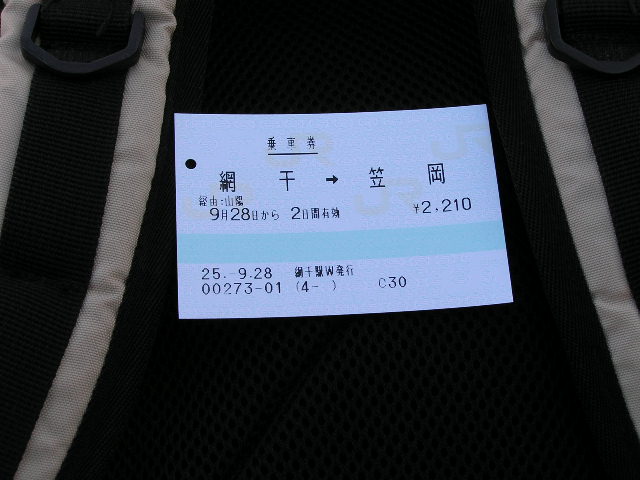 乗車券
網干 → 笠岡
経由:山陽
9月28日から 2日間有効 ¥2,210
25.-9.28 網干駅W発行
00273-01 (4- ) C30